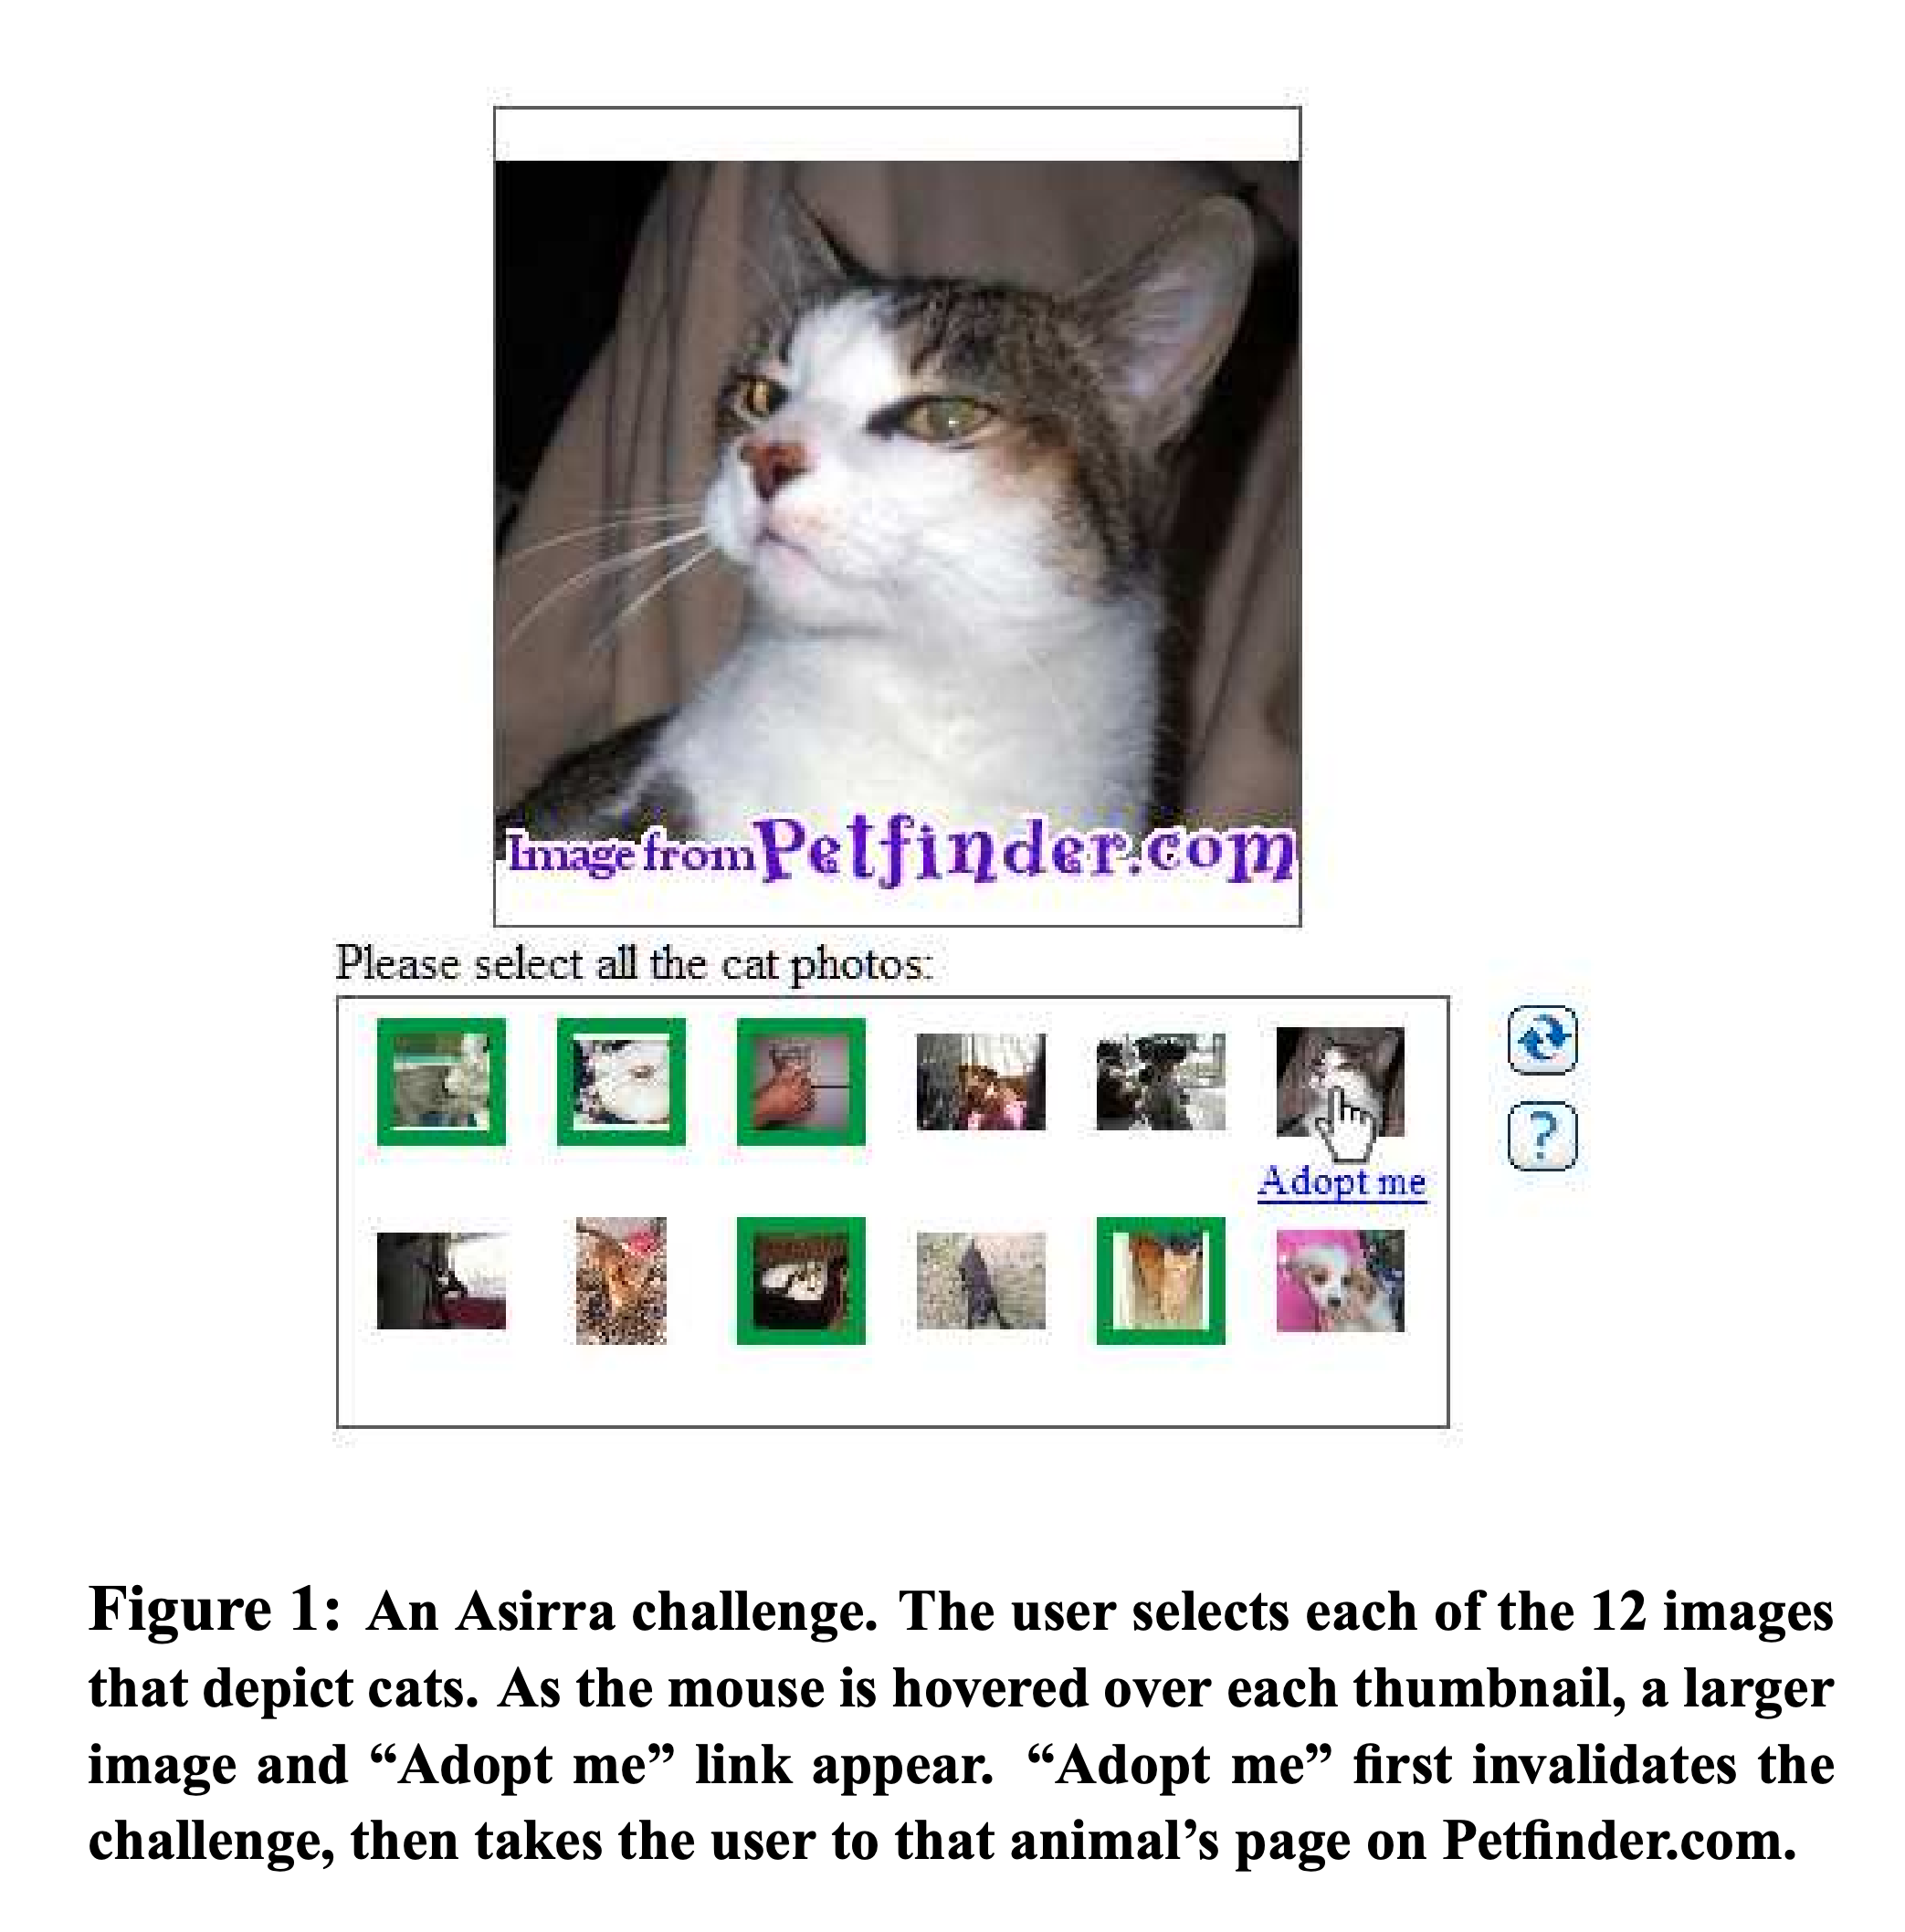 Image from Petfinder.com
Please select all the cat photos:
?
Adopt me
Figure 1: An Asirra challenge. The user selects each of the 12 images
that depict cats. As the mouse is hovered over each thumbnail, a larger
image and “Adopt me” link appear. “Adopt me” first invalidates the
challenge, then takes the user to that animal’s page on Petfinder.com.